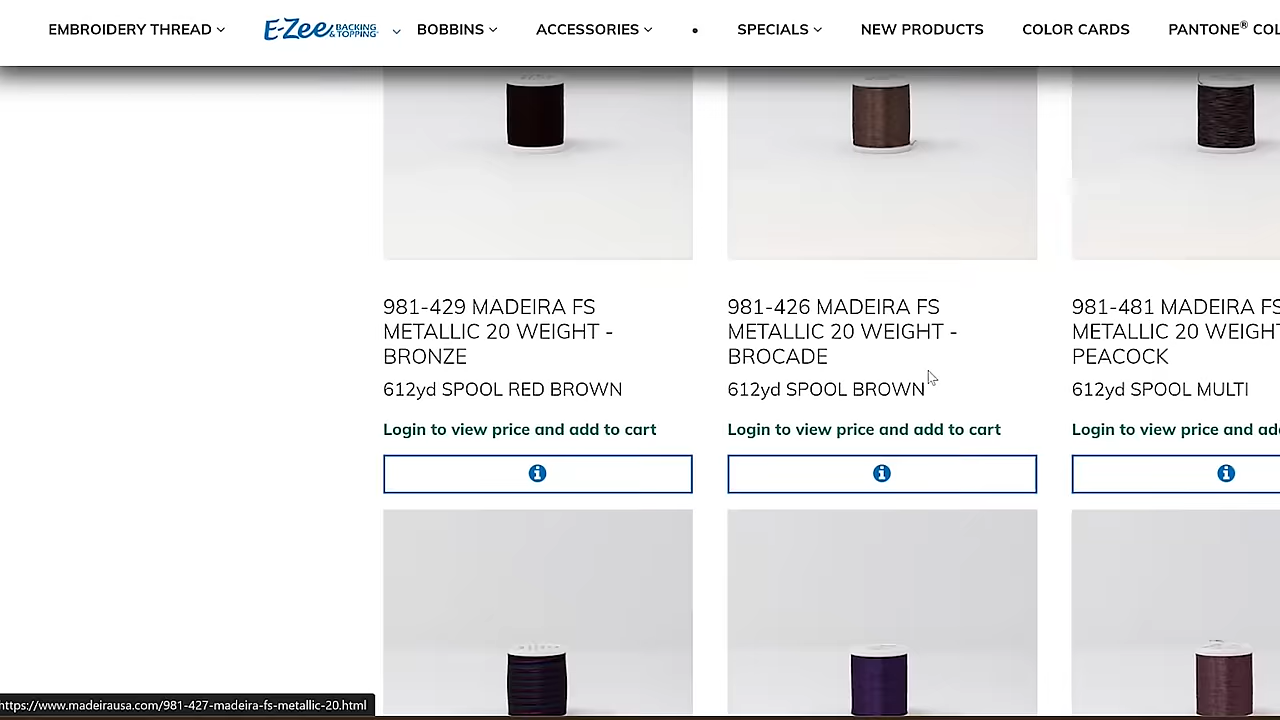 EMBROIDERY THREAD
E-Zee BACKING & TOPPING
BOBBINS
ACCESSORIES
SPECIALS
NEW PRODUCTS
COLOR CARDS
PANTONE® COL
981-429 MADEIRA FS
METALLIC 20 WEIGHT -
BRONZE
612yd SPOOL RED BROWN
Login to view price and add to cart
981-426 MADEIRA FS
METALLIC 20 WEIGHT -
BROCADE
612yd SPOOL BROWN
Login to view price and add to cart
981-481 MADEIRA FS
METALLIC 20 WEIGHT
PEACOCK
612yd SPOOL MULTI
Login to view price and ad
https://www.madeirausa.com/981-427-madeira-fs-metallic-20.html